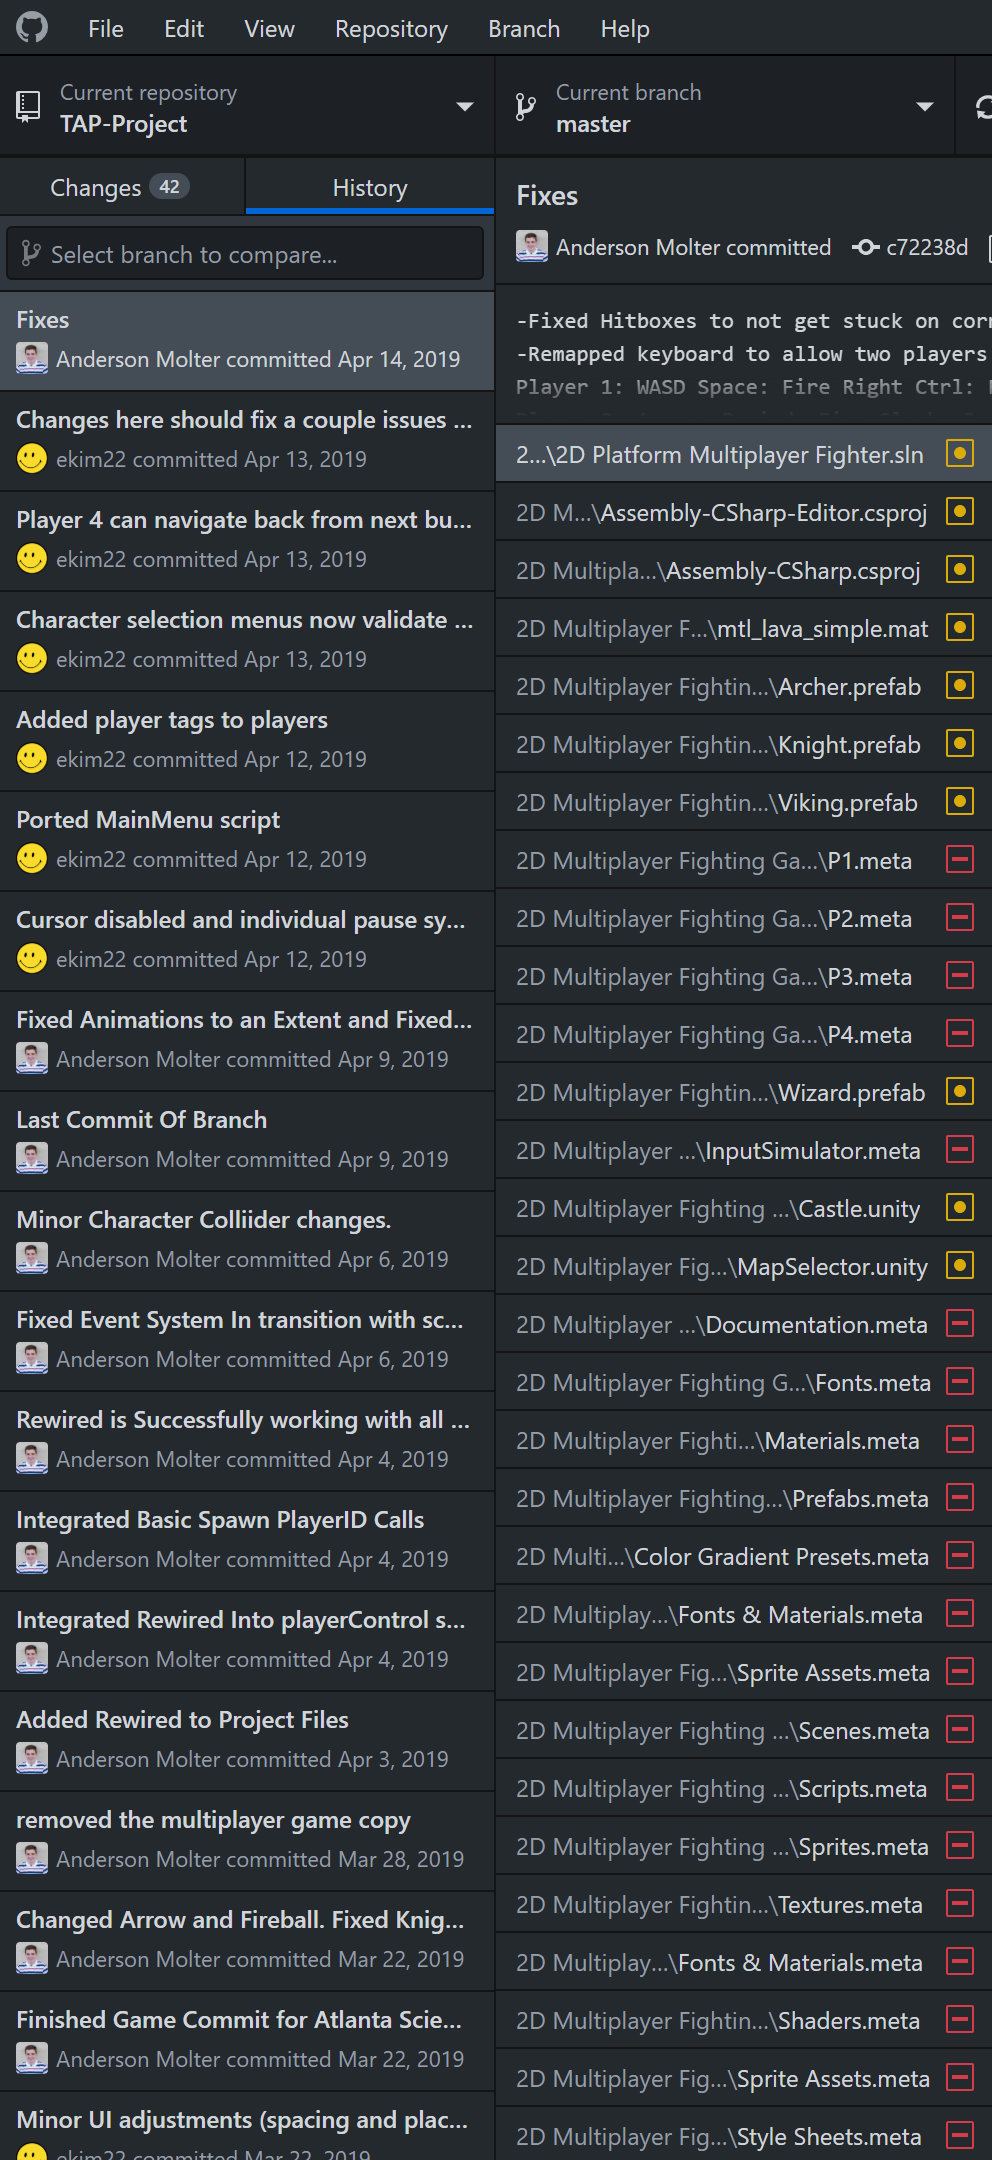 File Edit View Repository Branch Help
Current repository
TAP-Project
Current branch
master
Changes 42
History
Select branch to compare...
Fixes
Anderson Molter committed Apr 14, 2019
Changes here should fix a couple issues ...
ekim22 committed Apr 13, 2019
Player 4 can navigate back from next bu...
ekim22 committed Apr 13, 2019
Character selection menus now validate ...
ekim22 committed Apr 13, 2019
Added player tags to players
ekim22 committed Apr 12, 2019
Ported MainMenu script
ekim22 committed Apr 12, 2019
Cursor disabled and individual pause sy...
ekim22 committed Apr 12, 2019
Fixed Animations to an Extent and Fixed...
Anderson Molter committed Apr 9, 2019
Last Commit Of Branch
Anderson Molter committed Apr 9, 2019
Minor Character Colliider changes.
Anderson Molter committed Apr 6, 2019
Fixed Event System In transition with sc...
Anderson Molter committed Apr 6, 2019
Rewired is Successfully working with all ...
Anderson Molter committed Apr 4, 2019
Integrated Basic Spawn PlayerID Calls
Anderson Molter committed Apr 4, 2019
Integrated Rewired Into playerControl s...
Anderson Molter committed Apr 4, 2019
Added Rewired to Project Files
Anderson Molter committed Apr 3, 2019
removed the multiplayer game copy
Anderson Molter committed Mar 28, 2019
Changed Arrow and Fireball. Fixed Knig...
Anderson Molter committed Mar 22, 2019
Finished Game Commit for Atlanta Scie...
Anderson Molter committed Mar 22, 2019
Minor UI adjustments (spacing and plac...
ekim22 committed Mar 22, 2019
Fixes
Anderson Molter committed c72238d
-Fixed Hitboxes to not get stuck on corn
-Remapped keyboard to allow two players
Player 1: WASD Space: Fire Right Ctrl:
2...\2D Platform Multiplayer Fighter.sln
2D M...\Assembly-CSharp-Editor.csproj
2D Multipla...\Assembly-CSharp.csproj
2D Multiplayer F...\mtl_lava_simple.mat
2D Multiplayer Fightin...\Archer.prefab
2D Multiplayer Fightin...\Knight.prefab
2D Multiplayer Fightin...\Viking.prefab
2D Multiplayer Fighting Ga...\P1.meta
2D Multiplayer Fighting Ga...\P2.meta
2D Multiplayer Fighting Ga...\P3.meta
2D Multiplayer Fighting Ga...\P4.meta
2D Multiplayer Fightin...\Wizard.prefab
2D Multiplayer ...\InputSimulator.meta
2D Multiplayer Fighting ...\Castle.unity
2D Multiplayer Fig...\MapSelector.unity
2D Multiplayer ...\Documentation.meta
2D Multiplayer Fighting G...\Fonts.meta
2D Multiplayer Fighti...\Materials.meta
2D Multiplayer Fighting...\Prefabs.meta
2D Multi...\Color Gradient Presets.meta
2D Multiplay...\Fonts & Materials.meta
2D Multiplayer Fig...\Sprite Assets.meta
2D Multiplayer Fighting ...\Scenes.meta
2D Multiplayer Fighting ...\Scripts.meta
2D Multiplayer Fighting ...\Sprites.meta
2D Multiplayer Fightin...\Textures.meta
2D Multiplay...\Fonts & Materials.meta
2D Multiplayer Fightin...\Shaders.meta
2D Multiplayer Fig...\Sprite Assets.meta
2D Multiplayer Fig...\Style Sheets.meta